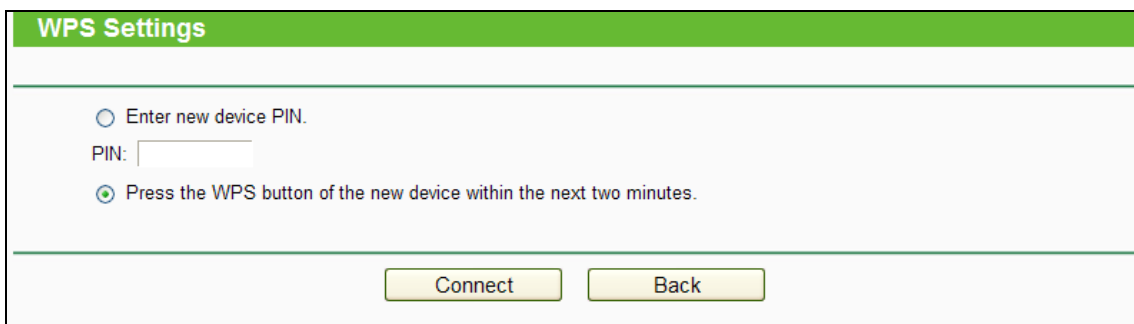 WPS Settings
Enter new device PIN.
PIN:
Press the WPS button of the new device within the next two minutes.
Connect Back